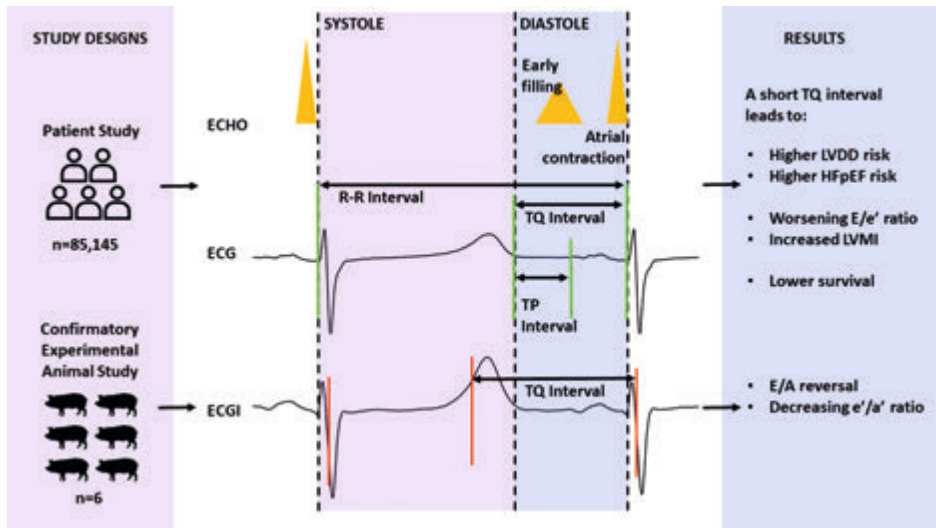 STUDY DESIGNS
Patient Study
n=85,145
Confirmatory
Experimental
Animal Study
n=6
SYSTOLE
DIASTOLE
Early
filling
ECHO
Atrial
contraction
R-R Interval
TQ Interval
ECG
TP
Interval
TQ Interval
ECGI
RESULTS
A short TQ interval
leads to:
• Higher LVDD risk
• Higher HFpEF risk
• Worsening E/e' ratio
• Increased LVMI
• Lower survival
• E/A reversal
• Decreasing e'/a' ratio